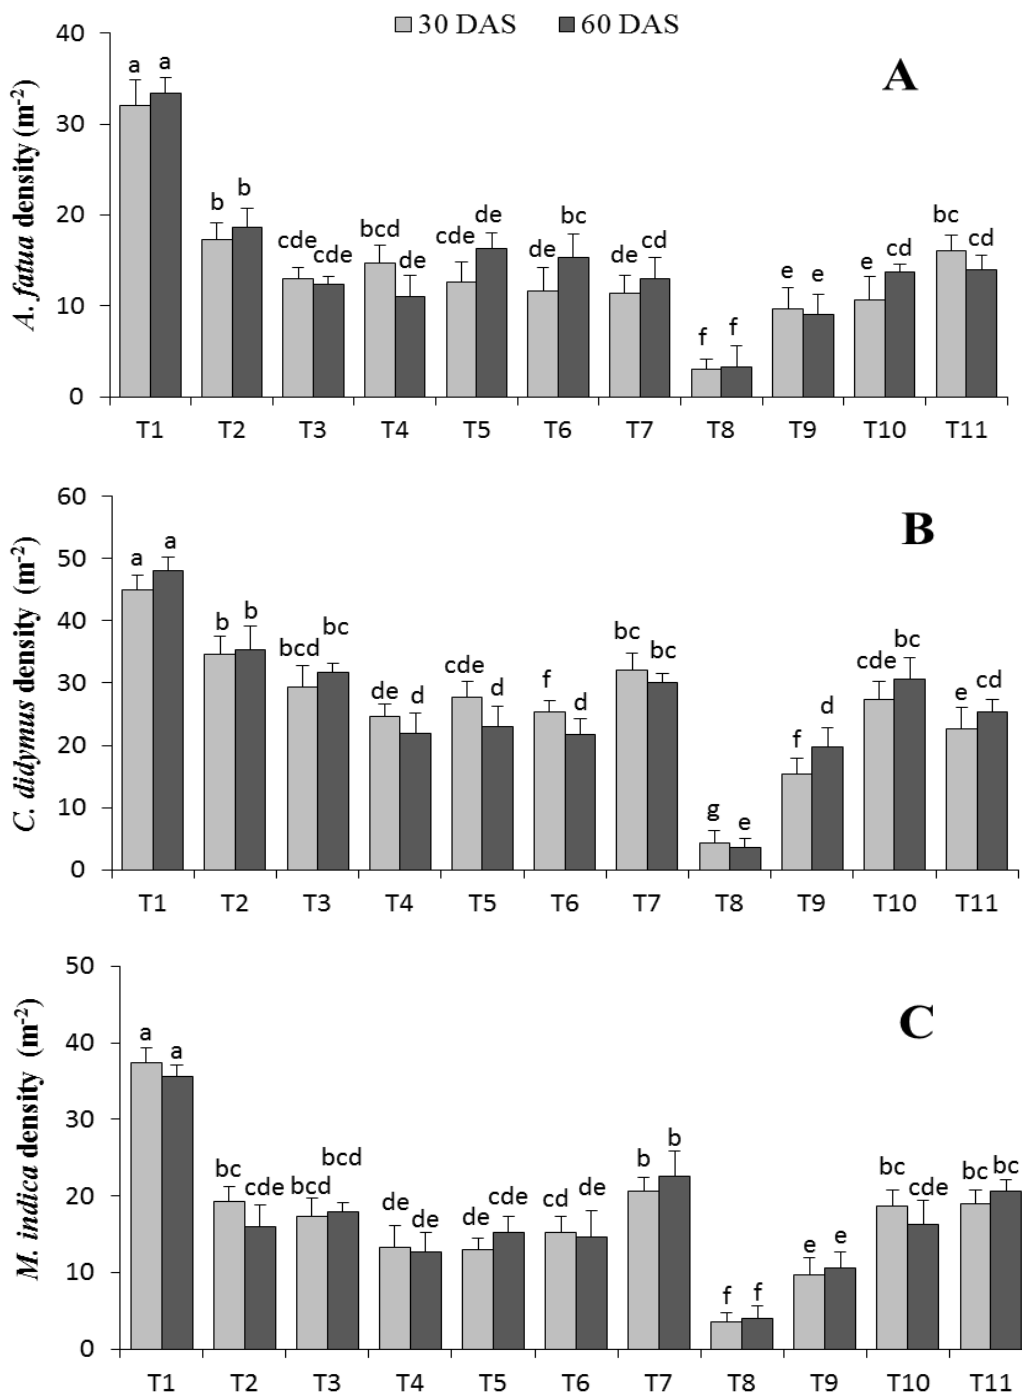 30 DAS 60 DAS
A. fatua density (m-2)
40
30
20
10
0
A
a a
b b
cde cde
bcd de
cde de
de bc
de cd
f f
e e
e cd
bc cd
T1 T2 T3 T4 T5 T6 T7 T8 T9 T10 T11
C. didymus density (m-2)
60
50
40
30
20
10
0
B
a a
b b
bcd bc
de d
cde d
f d
bc bc
g e
f d
cde bc
e cd
T1 T2 T3 T4 T5 T6 T7 T8 T9 T10 T11
M. indica density (m-2)
50
40
30
20
10
0
C
a a
bc cde
bcd bcd
de de
de cde
cd de
b b
f f
e e
bc cde
bc bc
T1 T2 T3 T4 T5 T6 T7 T8 T9 T10 T11